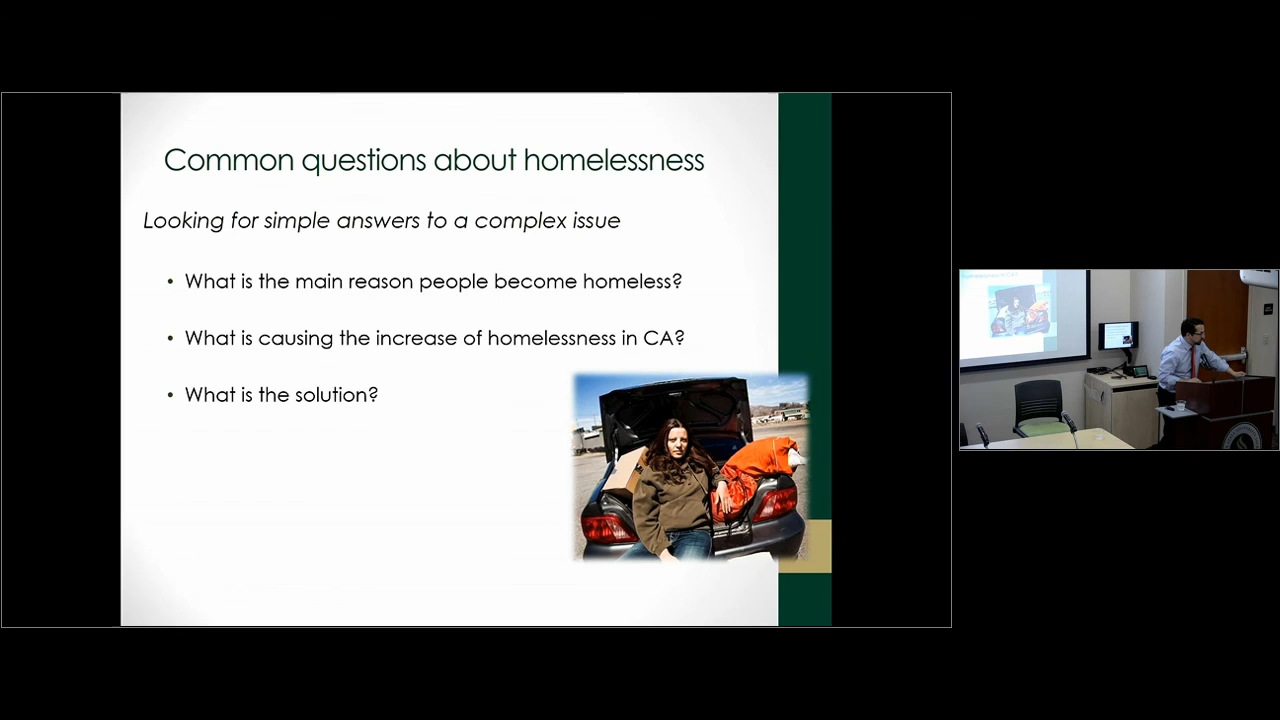 Common questions about homelessness
Looking for simple answers to a complex issue
• What is the main reason people become homeless?
• What is causing the increase of homelessness in CA?
• What is the solution?